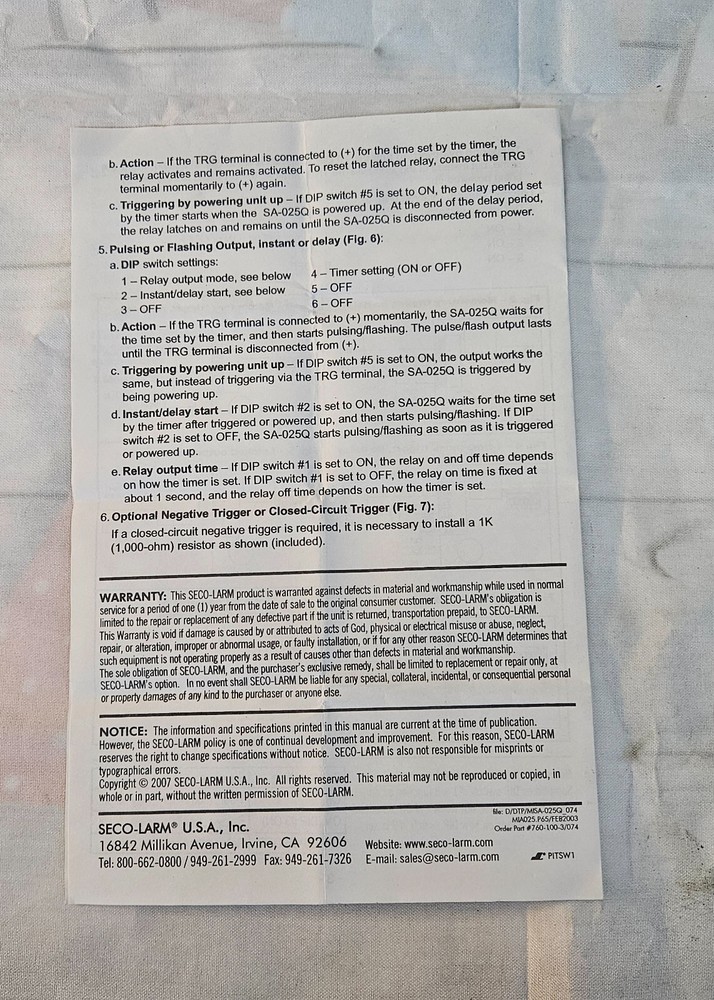 b. Action – If the TRG terminal is connected to (+) for the time set by the timer, the
relay activates and remains activated. To reset the latched relay, connect the TRG
terminal momentarily to (+) again.
c. Triggering by powering unit up – If DIP switch #5 is set to ON, the delay period set
by the timer starts when the SA-025Q is powered up. At the end of the delay period,
the relay latches on and remains on until the SA-025Q is disconnected from power.
5. Pulsing or Flashing Output, instant or delay (Fig. 6):
a. DIP switch settings:
1 – Relay output mode, see below 4 – Timer setting (ON or OFF)
2 – Instant/delay start, see below 5 – OFF
3 – OFF 6 – OFF
b. Action – If the TRG terminal is connected to (+) momentarily, the SA-025Q waits for
the time set by the timer, and then starts pulsing/flashing. The pulse/flash output lasts
until the TRG terminal is disconnected from (+).
c. Triggering by powering unit up – If DIP switch #5 is set to ON, the output works the
same, but instead of triggering via the TRG terminal, the SA-025Q is triggered by
being powering up.
d. Instant/delay start – If DIP switch #2 is set to ON, the SA-025Q waits for the time set
by the timer after triggered or powered up, and then starts pulsing/flashing. If DIP
switch #2 is set to OFF, the SA-025Q starts pulsing/flashing as soon as it is triggered
or powered up.
e. Relay output time – If DIP switch #1 is set to ON, the relay on and off time depends
on how the timer is set. If DIP switch #1 is set to OFF, the relay on time is fixed at
about 1 second, and the relay off time depends on how the timer is set.
6. Optional Negative Trigger or Closed-Circuit Trigger (Fig. 7):
If a closed-circuit negative trigger is required, it is necessary to install a 1K
(1,000-ohm) resistor as shown (included).
WARRANTY: This SECO-LARM product is warranted against defects in material and workmanship while used in normal
service for a period of one (1) year from the date of sale to the original consumer customer. SECO-LARM's obligation is
limited to the repair or replacement of any defective part if the unit is returned, transportation prepaid, to SECO-LARM.
This Warranty is void if damage is caused by or attributed to acts of God, physical or electrical misuse or abuse, neglect,
repair, or alteration, improper or abnormal usage, or faulty installation, or if for any other reason SECO-LARM determines that
such equipment is not operating properly as a result of causes other than defects in material and workmanship.
The sole obligation of SECO-LARM, and the purchaser's exclusive remedy, shall be limited to replacement or repair only, at
SECO-LARM's option. In no event shall SECO-LARM be liable for any special, collateral, incidental, or consequential personal
or property damages of any kind to the purchaser or anyone else.
NOTICE: The information and specifications printed in this manual are current at the time of publication.
However, the SECO-LARM policy is one of continual development and improvement. For this reason, SECO-LARM
reserves the right to change specifications without notice. SECO-LARM is also not responsible for misprints or
typographical errors.
Copyright © 2007 SECO-LARM U.S.A., Inc. All rights reserved. This material may not be reproduced or copied, in
whole or in part, without the written permission of SECO-LARM.
file: D/DTP/MISA-025Q_074
MIA025.P65/FEB2003
Order Part #760-100-3/074
SECO-LARM® U.S.A., Inc.
16842 Millikan Avenue, Irvine, CA 92606 Website: www.seco-larm.com
Tel: 800-662-0800 / 949-261-2999 Fax: 949-261-7326 E-mail: sales@seco-larm.com PITSW1